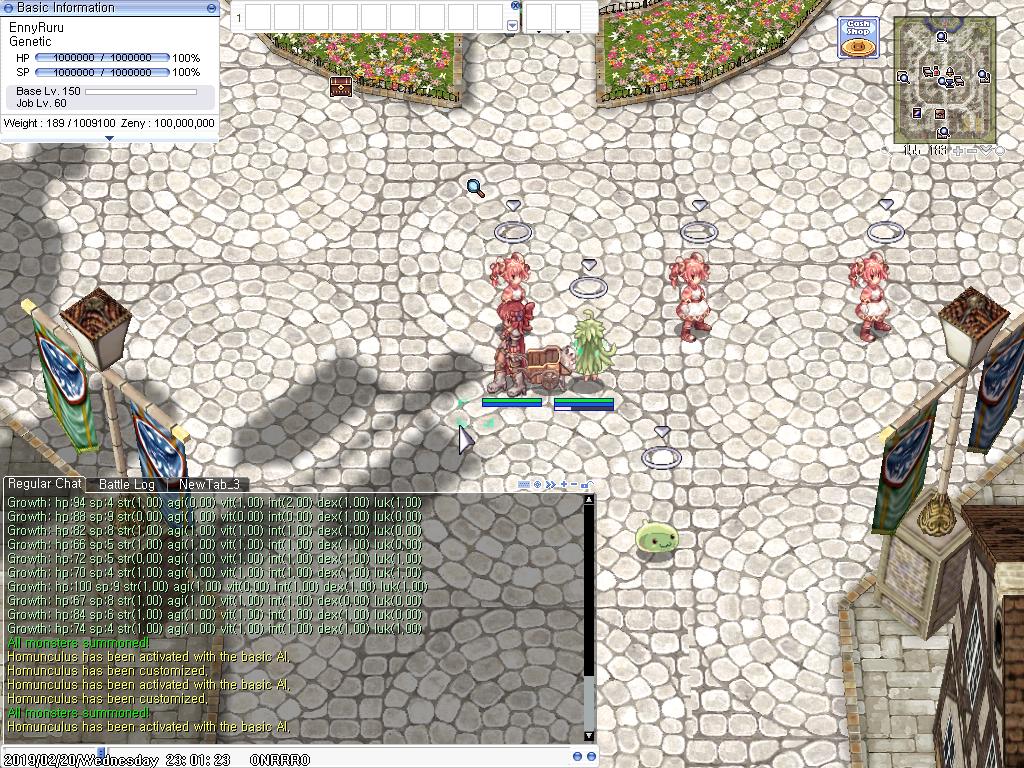 Basic Information
EnnyRuru
Genetic
HP 1000000 / 1000000 100%
SP 1000000 / 1000000 100%
Base Lv. 150
Job Lv. 60
Weight : 189 / 1009100 Zeny : 100,000,000
1
Cash Shop
Regular Chat Battle Log NewTab_3
Growth: hp:94 sp:4 str(1,00) agi(0,00) vit(1,00) int(2,00) dex(1,00) luk(1,00)
Growth: hp:88 sp:9 str(0,00) agi(1,00) vit(0,00) int(0,00) dex(1,00) luk(0,00)
Growth: hp:82 sp:8 str(1,00) agi(1,00) vit(1,00) int(1,00) dex(1,00) luk(0,00)
Growth: hp:66 sp:5 str(1,00) agi(1,00) vit(1,00) int(1,00) dex(1,00) luk(0,00)
Growth: hp:72 sp:5 str(0,00) agi(1,00) vit(1,00) int(1,00) dex(1,00) luk(0,00)
Growth: hp:70 sp:4 str(1,00) agi(1,00) vit(1,00) int(1,00) dex(1,00) luk(1,00)
Growth: hp:100 sp:9 str(1,00) agi(1,00) vit(0,00) int(1,00) dex(1,00) luk(1,00)
Growth: hp:67 sp:8 str(1,00) agi(1,00) vit(1,00) int(1,00) dex(0,00) luk(0,00)
Growth: hp:84 sp:8 str(1,00) agi(1,00) vit(1,00) int(1,00) dex(1,00) luk(0,00)
Growth: hp:74 sp:4 str(1,00) agi(1,00) vit(1,00) int(1,00) dex(1,00) luk(1,00)
All monsters summoned!
Homunculus has been activated with the basic AI.
Homunculus has been customized.
Homunculus has been activated with the basic AI.
Homunculus has been customized.
All monsters summoned!
Homunculus has been activated with the basic AI.
2019/02/20/Wednesday 23: 01: 23 ONRRRO